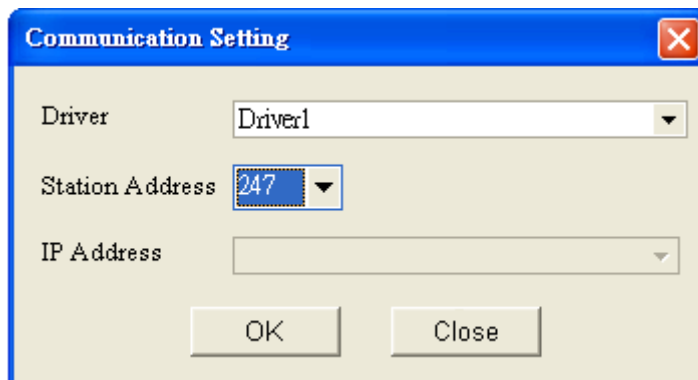 Communication Setting
Driver Driver1
Station Address 247
IP Address
OK Close